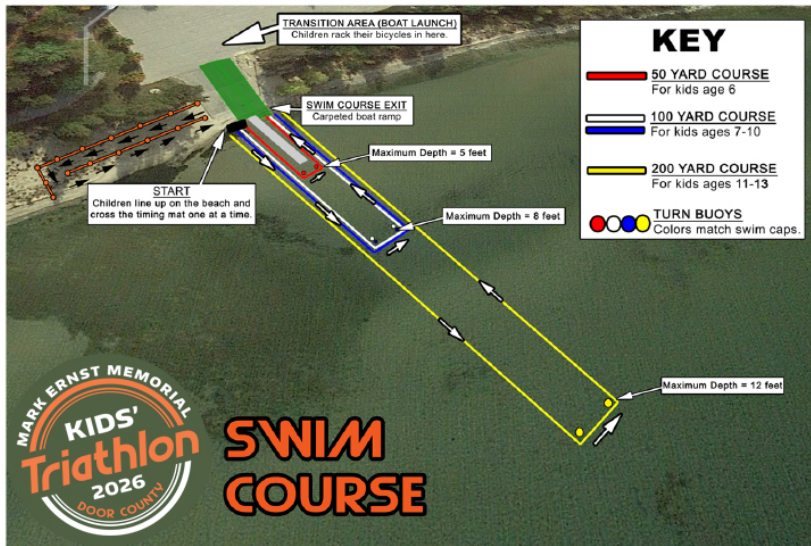 TRANSITION AREA (BOAT LAUNCH)
Children rack their bicycles in here.
KEY
50 YARD COURSE
For kids age 6
100 YARD COURSE
For kids ages 7-10
200 YARD COURSE
For kids ages 11-13
TURN BUOYS
Colors match swim caps.
SWIM COURSE EXIT
Carpeted boat ramp
Maximum Depth = 5 feet
START
Children line up on the beach and
cross the timing mat one at a time.
Maximum Depth = 8 feet
Maximum Depth = 12 feet
MARK ERNST MEMORIAL
KIDS'
Triathlon
2026
DOOR COUNTY
SWIM
COURSE